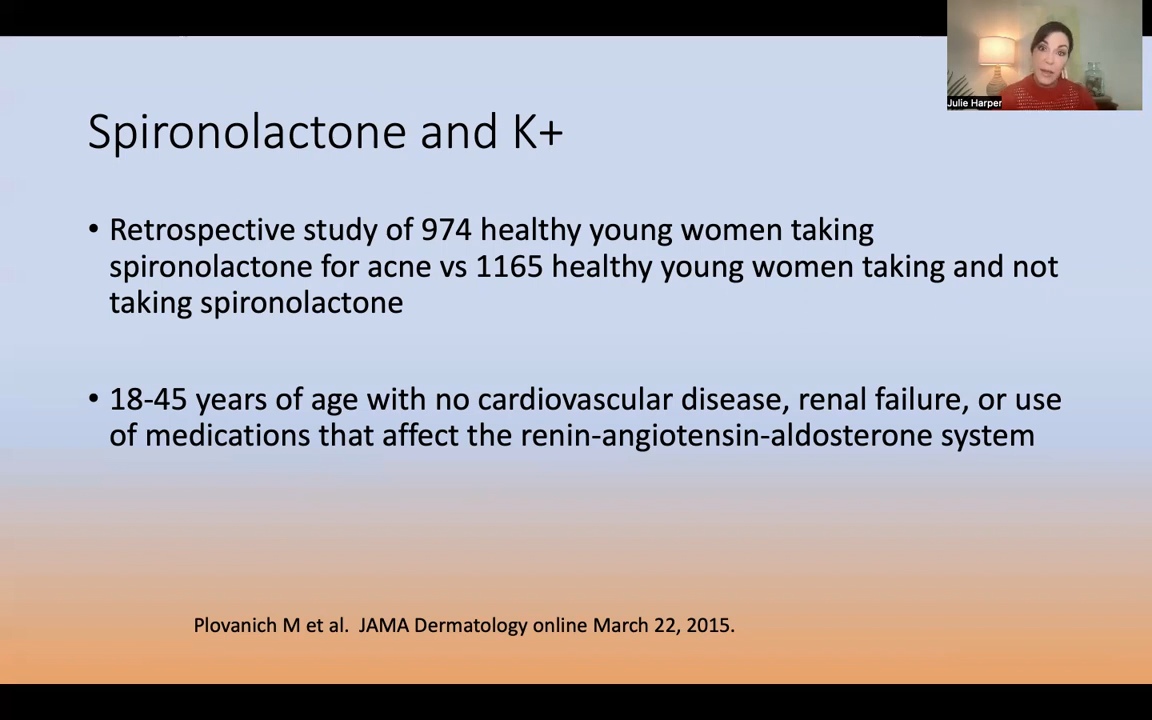 Julie Harper
Spironolactone and K+
• Retrospective study of 974 healthy young women taking
spironolactone for acne vs 1165 healthy young women taking and not
taking spironolactone
• 18-45 years of age with no cardiovascular disease, renal failure, or use
of medications that affect the renin-angiotensin-aldosterone system
Plovanich M et al.  JAMA Dermatology online March 22, 2015.